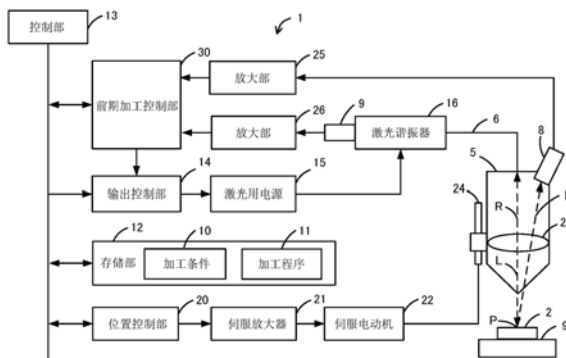 13
控制部
1
30
25
放大部
前期加工控制部
26
9
16
放大部
激光谐振器
6
8
5
14
15
输出控制部
激光用电源
24
R
L
12
10
11
存储部
加工条件
加工程序
20
21
22
位置控制部
伺服放大器
伺服电动机
P
2